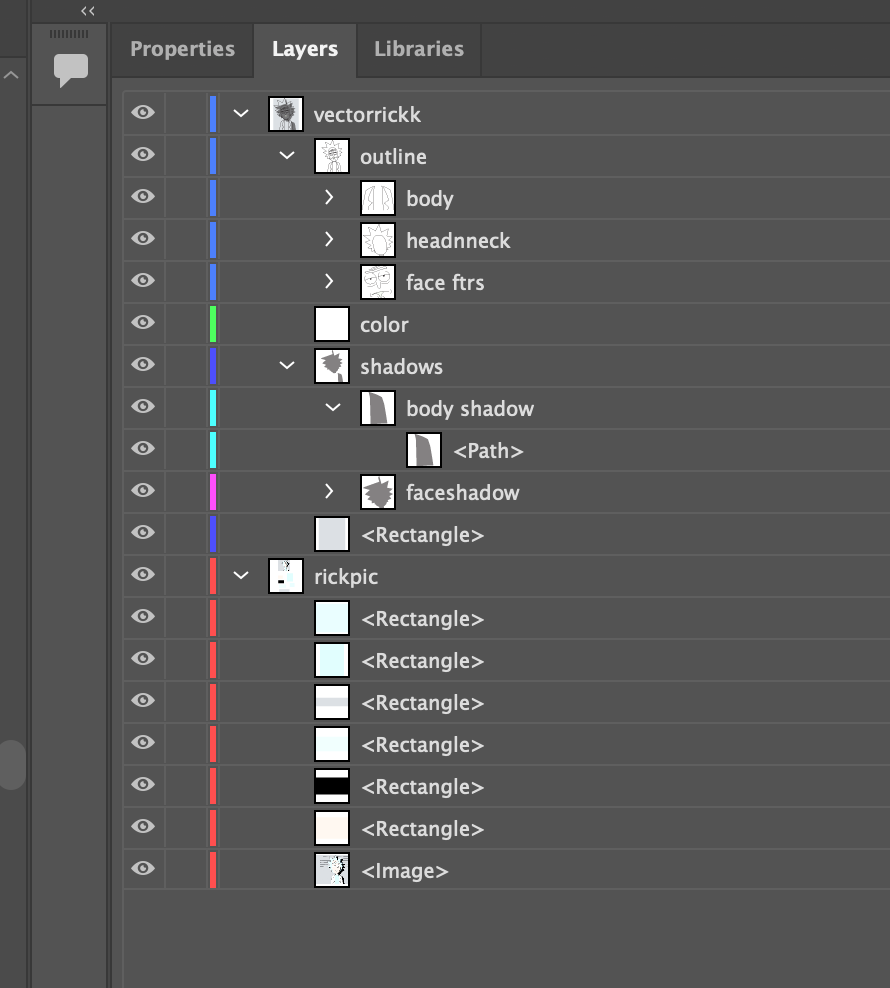 Properties Layers Libraries
vectorrickk
outline
body
headnneck
face ftrs
color
shadows
body shadow
<Path>
faceshadow
<Rectangle>
rickpic
<Rectangle>
<Rectangle>
<Rectangle>
<Rectangle>
<Rectangle>
<Rectangle>
<Image>